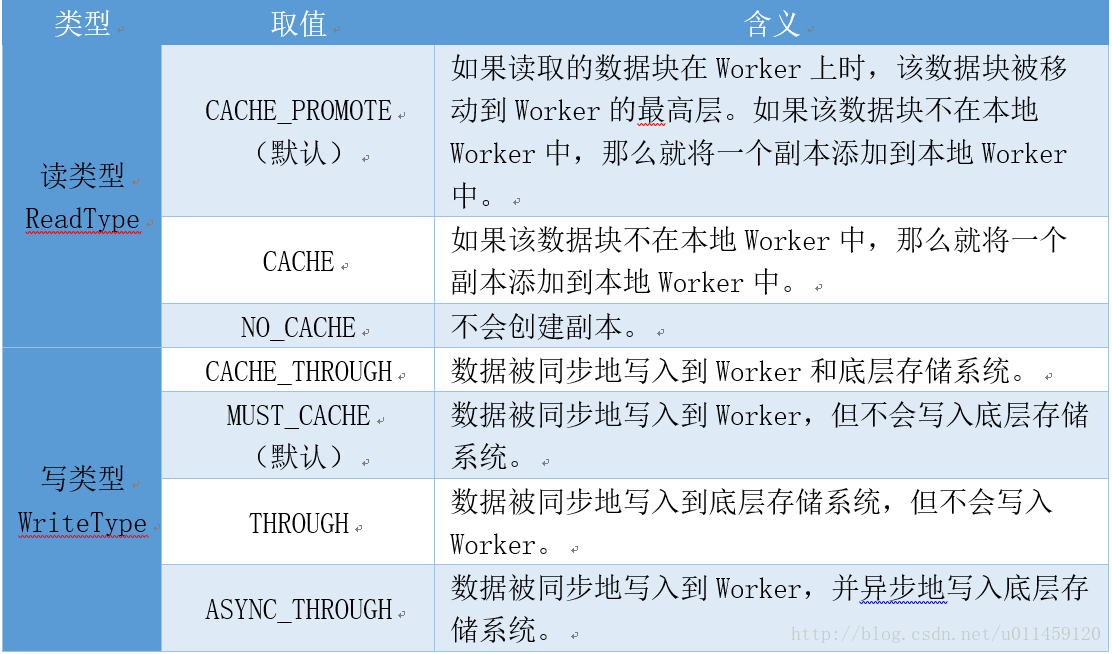 类型 取值 含义
读类型
ReadType
CACHE_PROMOTE
（默认）
如果读取的数据块在 Worker 上时，该数据块被移
动到 Worker 的最高层。如果该数据块不在本地
Worker 中，那么就将一个副本添加到本地 Worker
中。
CACHE
如果该数据块不在本地 Worker 中，那么就将一个
副本添加到本地 Worker 中。
NO_CACHE
不会创建副本。
写类型
WriteType
CACHE_THROUGH
数据被同步地写入到 Worker 和底层存储系统。
MUST_CACHE
（默认）
数据被同步地写入到 Worker，但不会写入底层存储
系统。
THROUGH
数据被同步地写入到底层存储系统，但不会写入
Worker。
ASYNC_THROUGH
数据被同步地写入到 Worker，并异步地写入底层存
储系统。
http://blog.csdn.net/u011459120